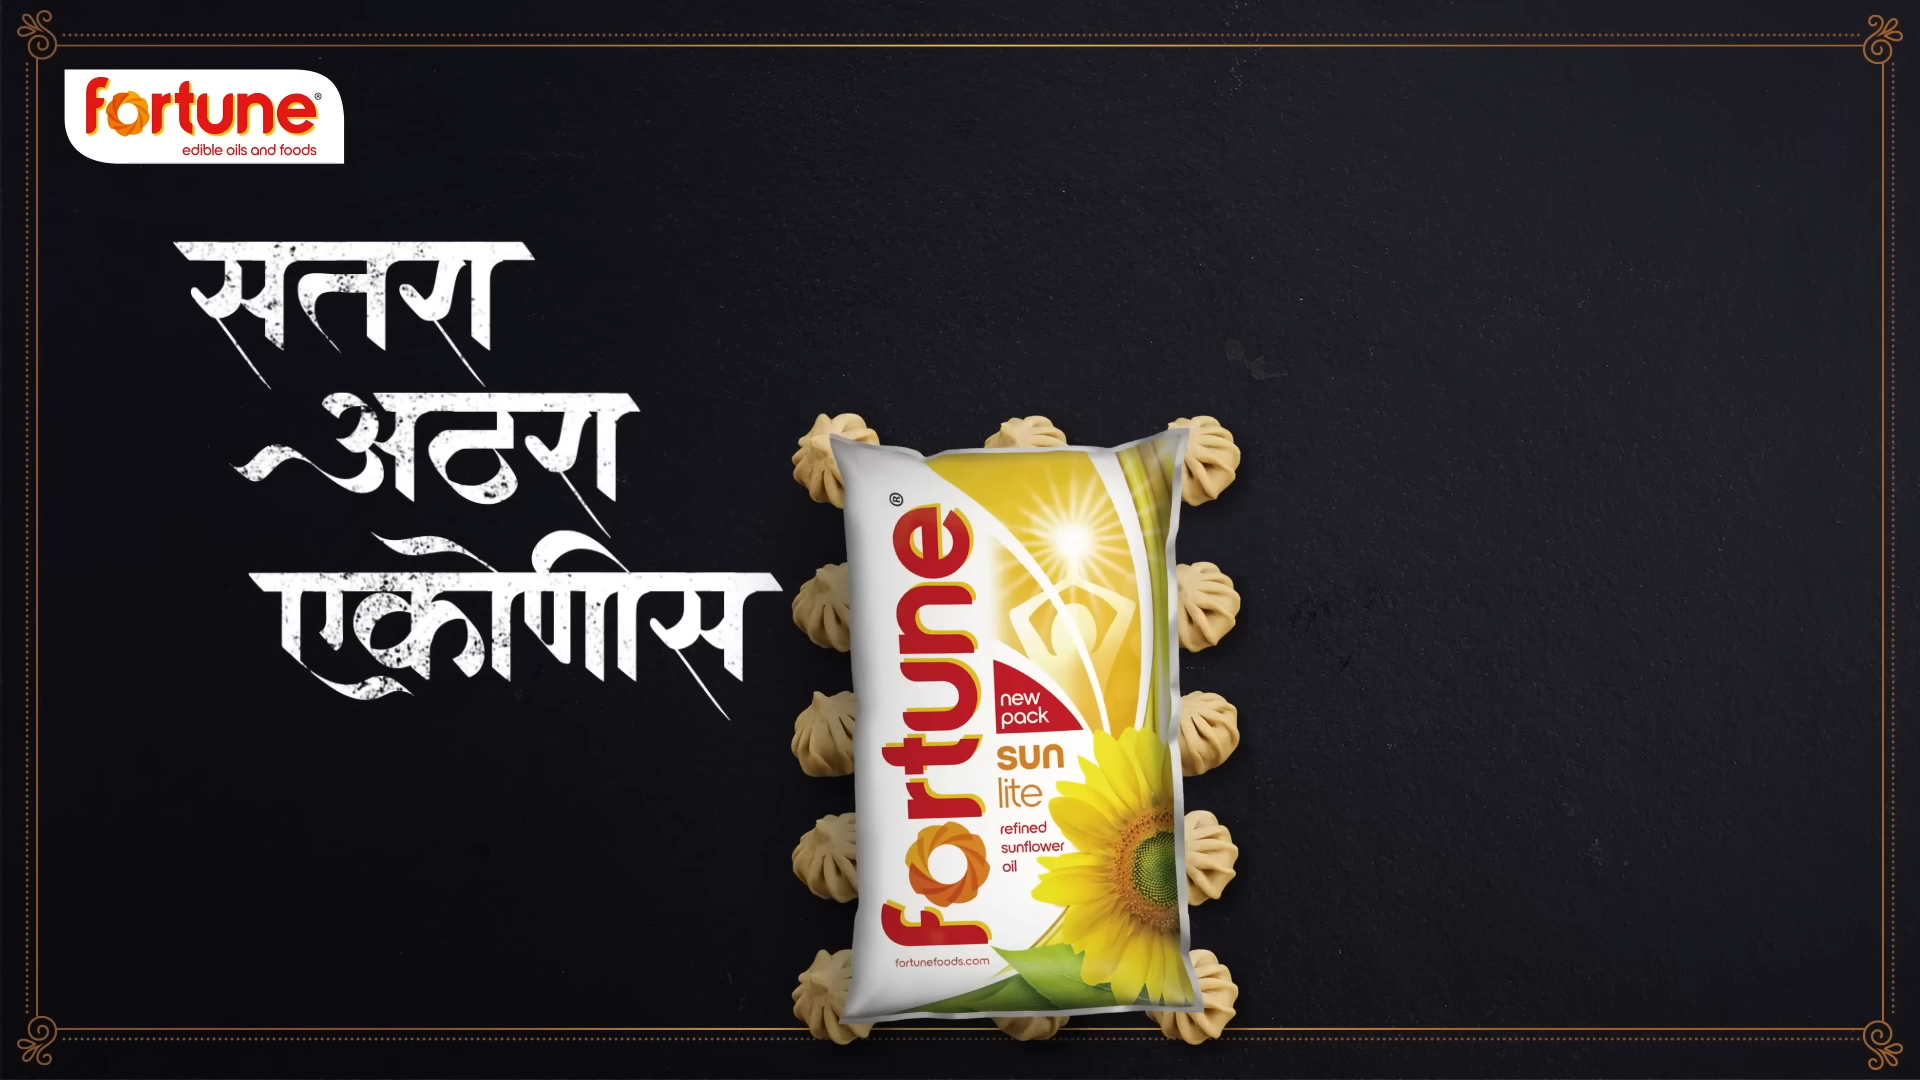 fortune®
edible oils and foods
सतरा
अठरा
एकोणीस
fortune®
new
pack
sun
lite
refined
sunflower
oil
fortunefoods.com